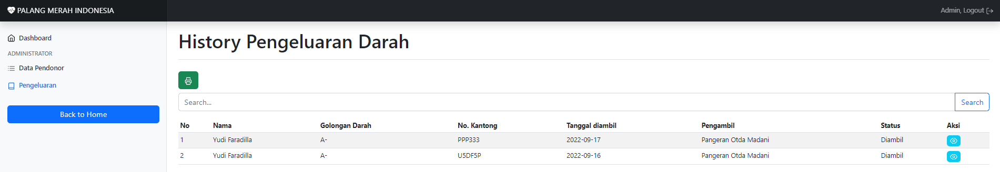 PALANG MERAH INDONESIA
Admin, Logout
Dashboard
ADMINISTRATOR
Data Pendonor
Pengeluaran
Back to Home
History Pengeluaran Darah
Search...
Search
No Nama Golongan Darah No. Kantong Tanggal diambil Pengambil Status Aksi
1 Yudi Faradilla A- PPP333 2022-09-17 Pangeran Otda Madani Diambil
2 Yudi Faradilla A- U5DF5P 2022-09-16 Pangeran Otda Madani Diambil